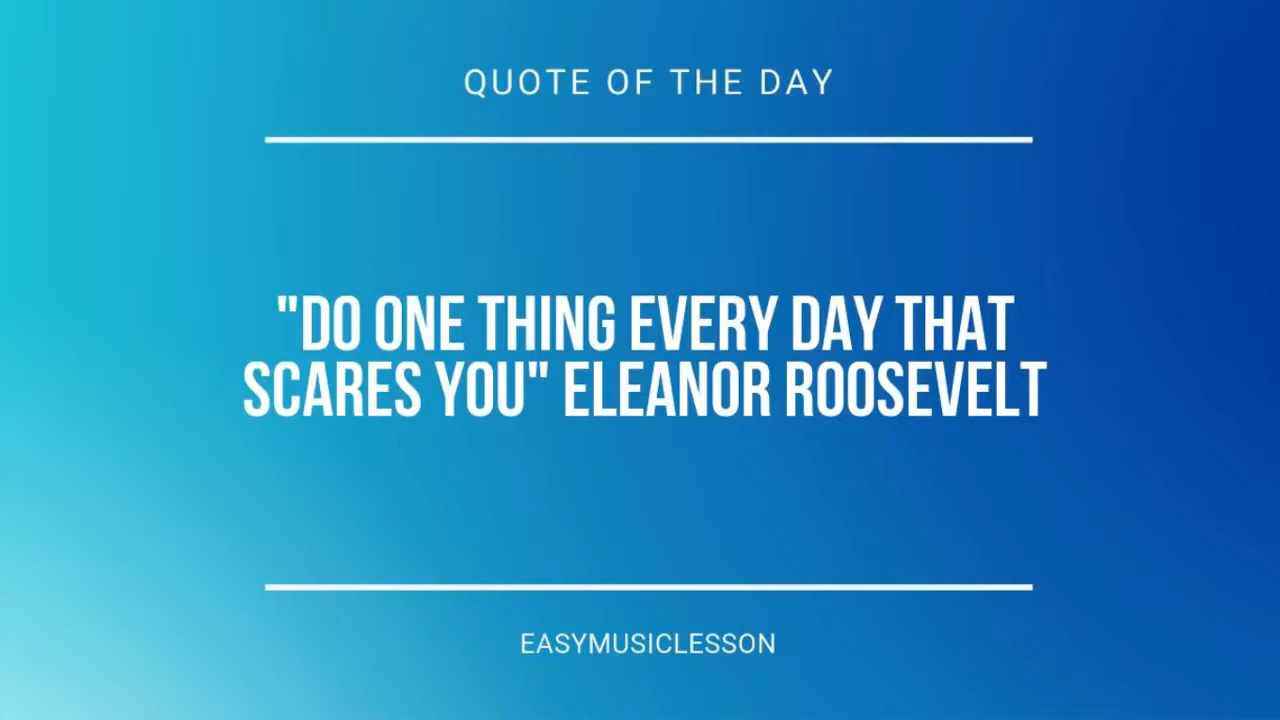 QUOTE OF THE DAY
"DO ONE THING EVERY DAY THAT
SCARES YOU" ELEANOR ROOSEVELT
EASYMUSICLESSON